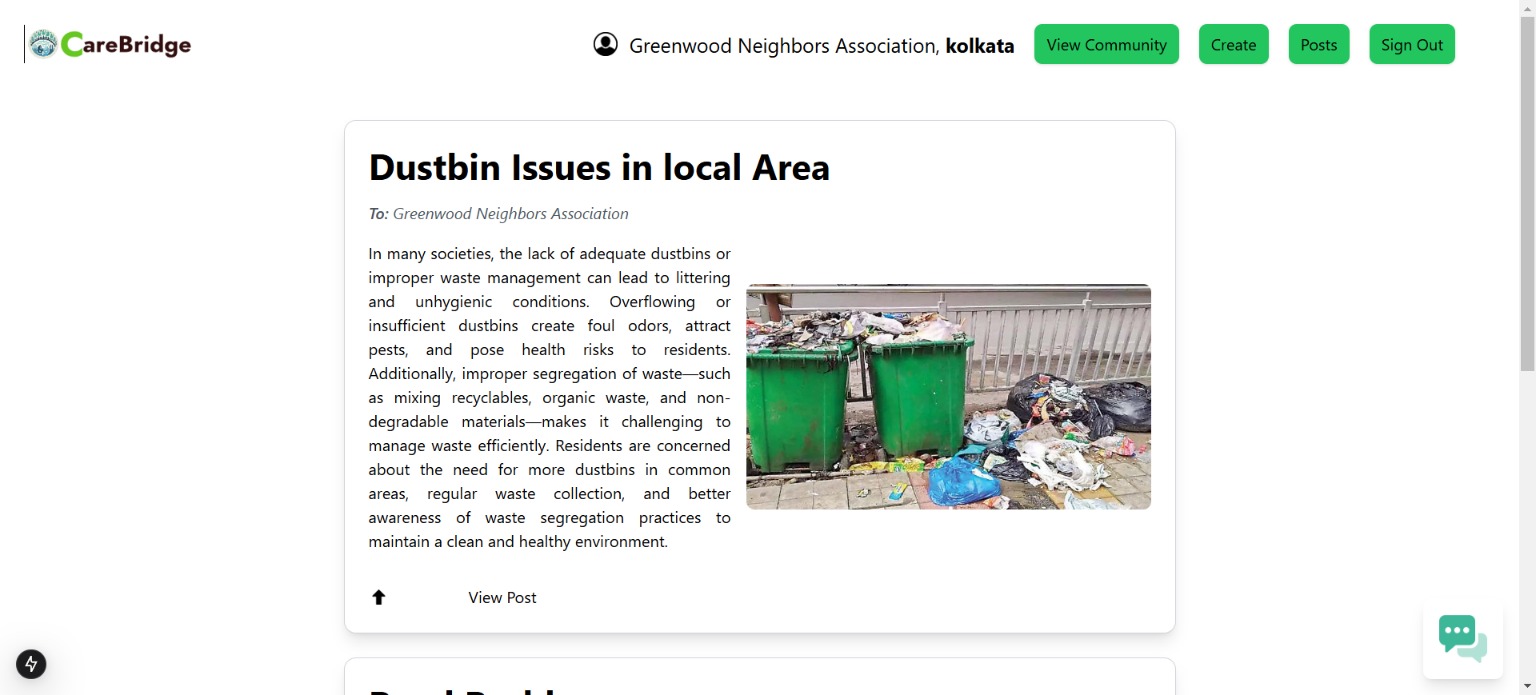 CareBridge
Greenwood Neighbors Association, kolkata
View Community
Create
Posts
Sign Out
Dustbin Issues in local Area
To: Greenwood Neighbors Association
In many societies, the lack of adequate dustbins or
improper waste management can lead to littering
and unhygienic conditions. Overflowing or
insufficient dustbins create foul odors, attract
pests, and pose health risks to residents.
Additionally, improper segregation of waste—such
as mixing recyclables, organic waste, and non-
degradable materials—makes it challenging to
manage waste efficiently. Residents are concerned
about the need for more dustbins in common
areas, regular waste collection, and better
awareness of waste segregation practices to
maintain a clean and healthy environment.
View Post